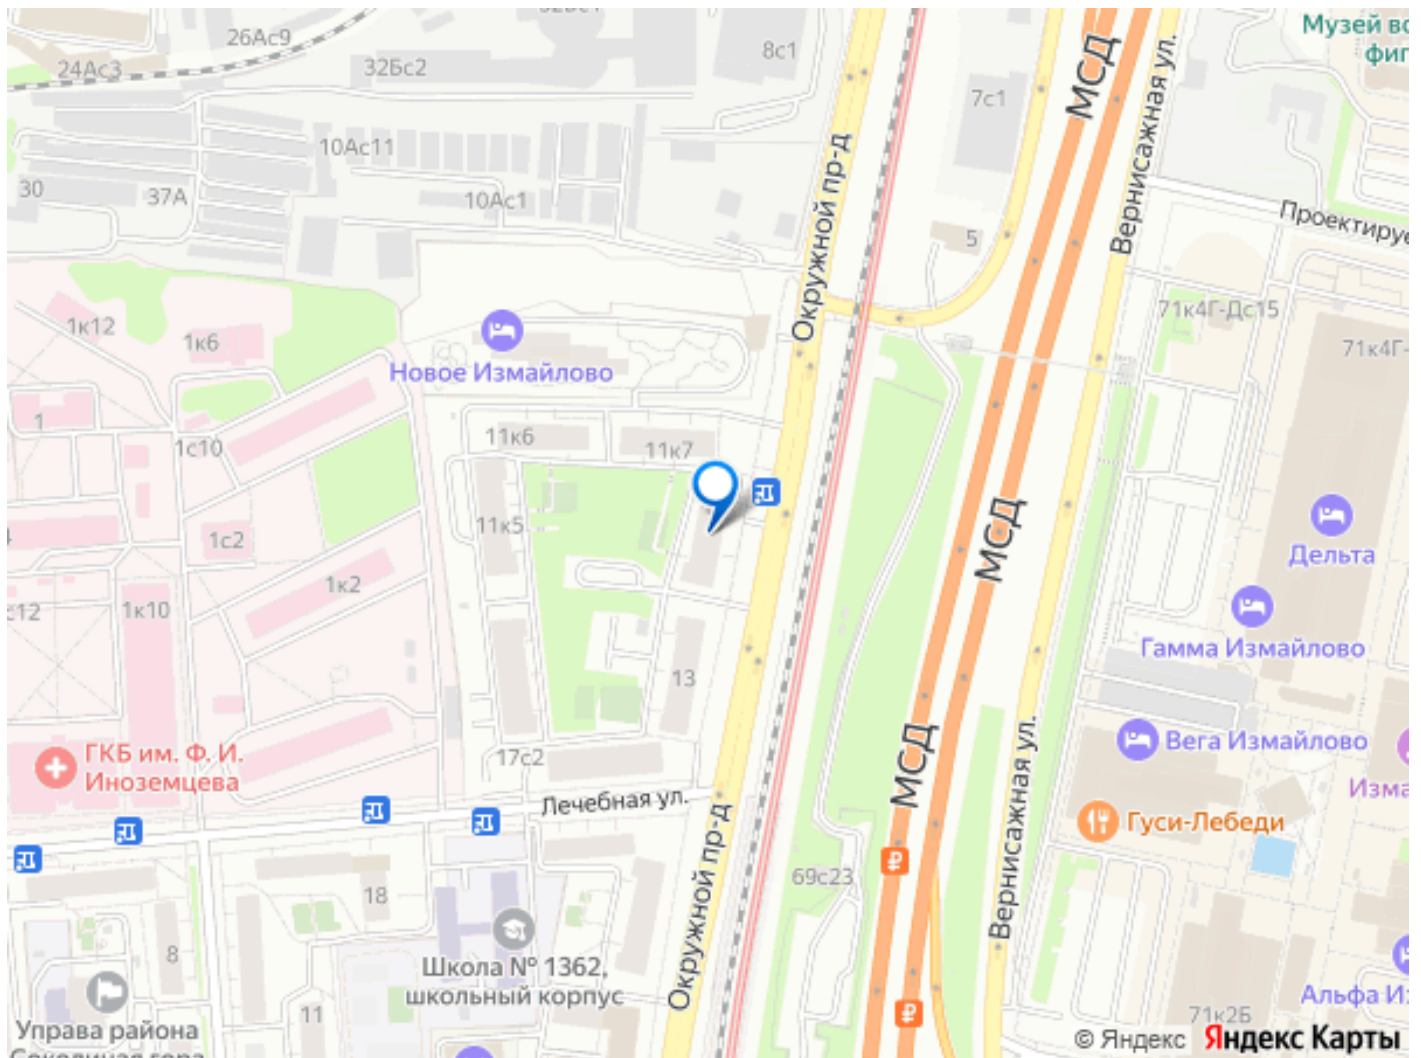 26Ас9
24Ас3
32Бс2
8с1
Музей
7с1
МСД
Вернисажная ул.
10Ас11
Окружной пр-д
30
37А
10Ас1
5
Проектируе
71к4Г-Дс15
71к4Г-
1к12
1к6
Новое Измайлово
1
1с10
11к6
11к7
11к5
1с2
МСД
Дельта
1к2
1к10
с12
Гамма Измайлово
13
ГКБ им. Ф. И.
Иноземцева
17с2
Лечебная ул.
МСД
Вега Измайлово
Изма
Вернисажная ул.
Гуси-Лебеди
Окружной пр-д
69с23
18
8
Школа № 1362,
школьный корпус
11
Управа района
Альфа Из
71к2Б
© Яндекс Яндекс Карты